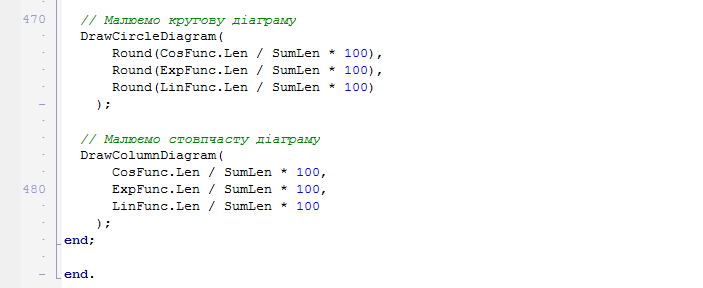 470 // Малюємо кругову діаграму
DrawCircleDiagram(
Round(CosFunc.Len / SumLen * 100),
Round(ExpFunc.Len / SumLen * 100),
Round(LinFunc.Len / SumLen * 100)
);
// Малюємо стовпчасту діаграму
DrawColumnDiagram(
CosFunc.Len / SumLen * 100,
480 ExpFunc.Len / SumLen * 100,
LinFunc.Len / SumLen * 100
);
end;
end.